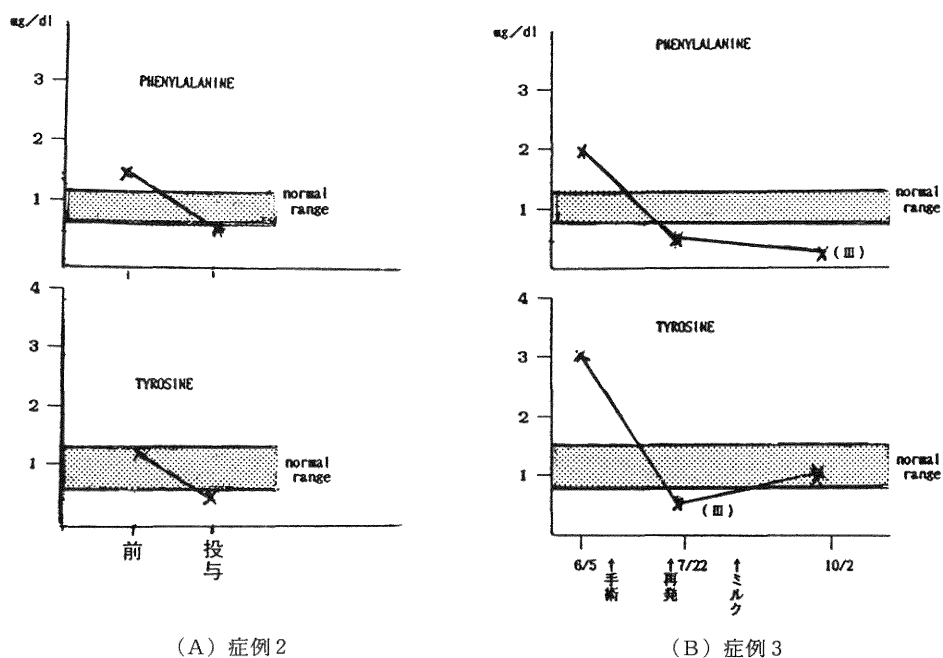 mg/dl
PHENYLALANINE
3
2
1
normal
range
4
3
2
1
TYROSINE
normal
range
前
投与
(A) 症例2
mg/dl
PHENYLALANINE
3
2
1
normal
range
(Ⅲ)
TYROSINE
4
3
2
1
normal
range
(Ⅲ)
6/5
↑手術
↑再発
7/22
↑ミルク
10/2
(B) 症例3